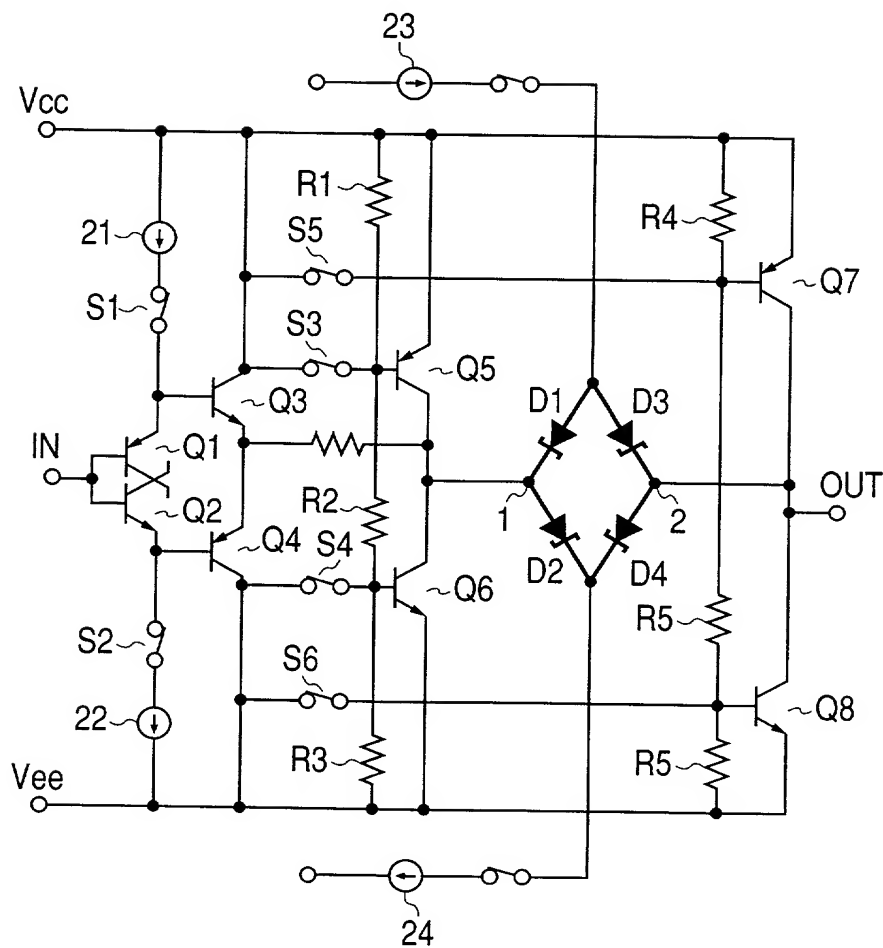 23
Vcc
R1
R4
21
S5
Q7
S1
S3
Q5
Q3
D1
D3
IN
Q1
OUT
1
2
Q2
R2
Q4
S4
D2
D4
Q6
S2
R5
S6
22
Q8
R3
R5
Vee
24